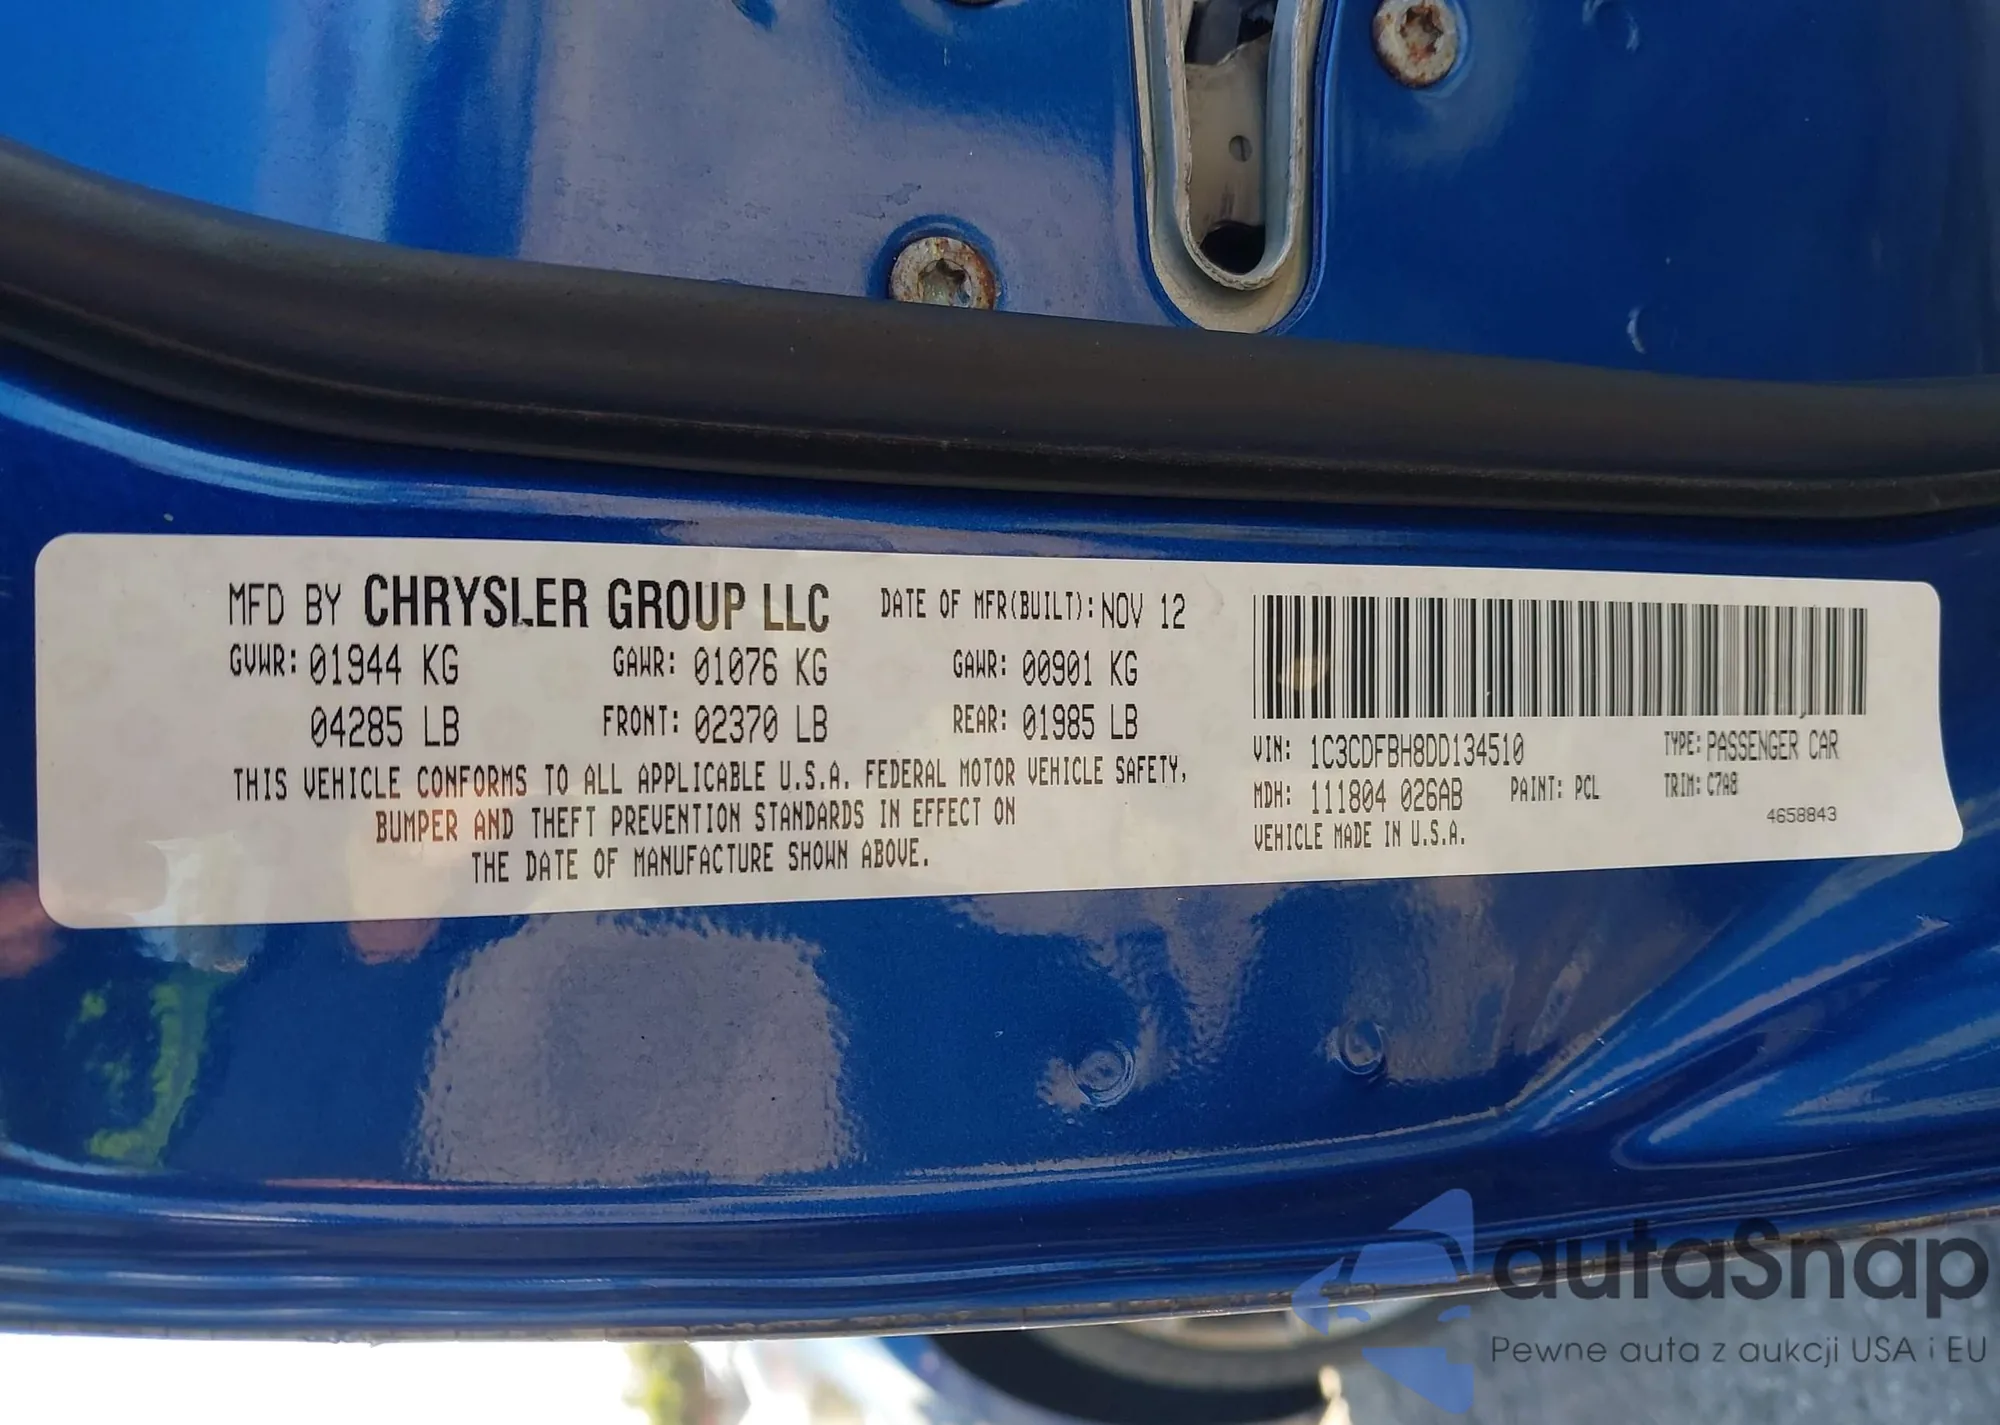 MFD BY CHRYSLER GROUP LLC DATE OF MFR(BUILT): NOV 12
GVWR: 01944 KG GAWR: 01076 KG GAWR: 00901 KG
04285 LB FRONT: 02370 LB REAR: 01985 LB
THIS VEHICLE CONFORMS TO ALL APPLICABLE U.S.A. FEDERAL MOTOR VEHICLE SAFETY,
BUMPER AND THEFT PREVENTION STANDARDS IN EFFECT ON
THE DATE OF MANUFACTURE SHOWN ABOVE.
VIN: 1C3CDFBH8DD134510 TYPE: PASSENGER CAR
MDH: 111804 026AB PAINT: PCL TRIM: C7A8
4658843
VEHICLE MADE IN U.S.A.
autaSnap
Pewne auta z aukcji USA i EU